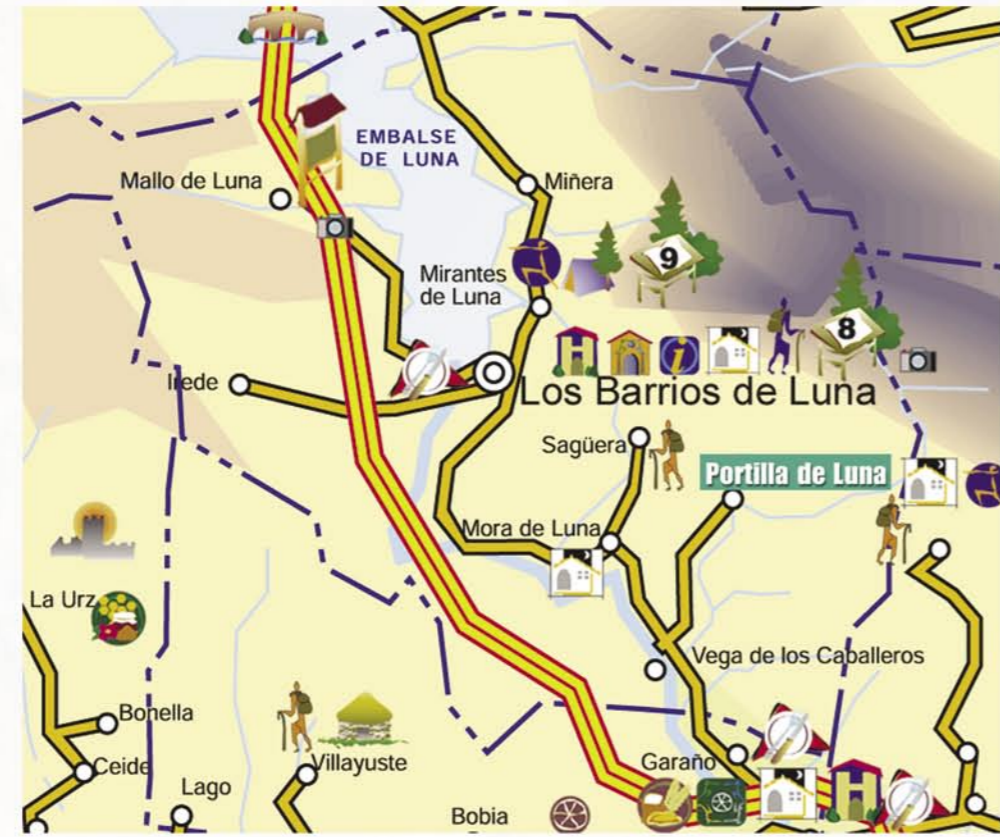 EMBALSE
DE LUNA
Mallo de Luna
Miñera
9
Mirantes
de Luna
8
H
i
Irede
Los Barrios de Luna
Sagüera
Portilla de Luna
Mora de Luna
La Urz
Vega de los Caballeros
Bonella
Ceide
Villayuste
Garaño
Lago
Bobia
H